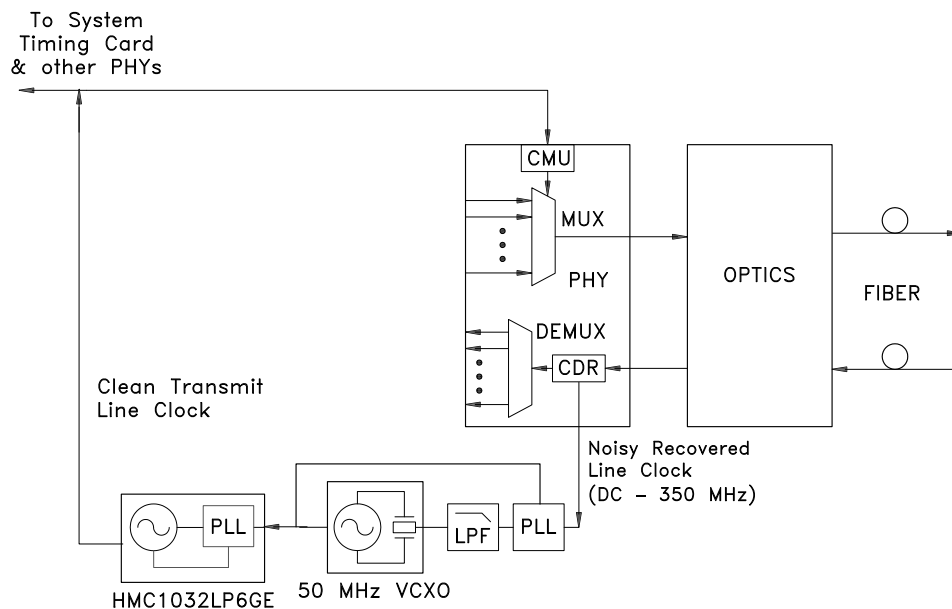 To System
Timing Card
& other PHYs
CMU
MUX
PHY
OPTICS
FIBER
DEMUX
CDR
Clean Transmit
Line Clock
Noisy Recovered
Line Clock
(DC - 350 MHz)
PLL
LPF
PLL
50 MHz VCXO
HMC1032LP6GE